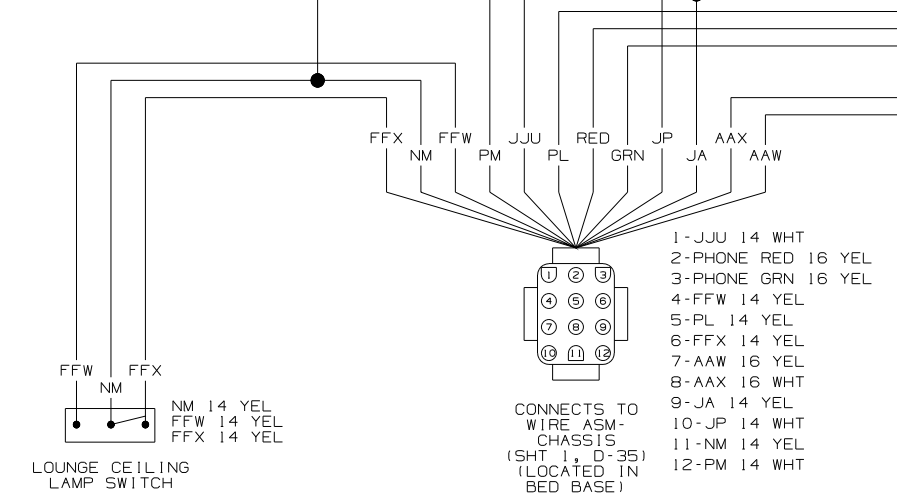 FFX
FFW
JJU
RED
JP
AAX
NM
PM
PL
GRN
JA
AAW
1-JJU 14 WHT
2-PHONE RED 16 YEL
3-PHONE GRN 16 YEL
4-FFW 14 YEL
5-PL 14 YEL
6-FFX 14 YEL
7-AAW 16 YEL
8-AAX 16 WHT
9-JA 14 YEL
10-JP 14 WHT
11-NM 14 YEL
12-PM 14 WHT
1 2 3
4 5 6
7 8 9
10 11 12
FFW
FFX
NM
NM 14 YEL
FFW 14 YEL
FFX 14 YEL
LOUNGE CEILING
LAMP SWITCH
CONNECTS TO
WIRE ASM-
CHASSIS
(SHT 1, D-35)
(LOCATED IN
BED BASE)